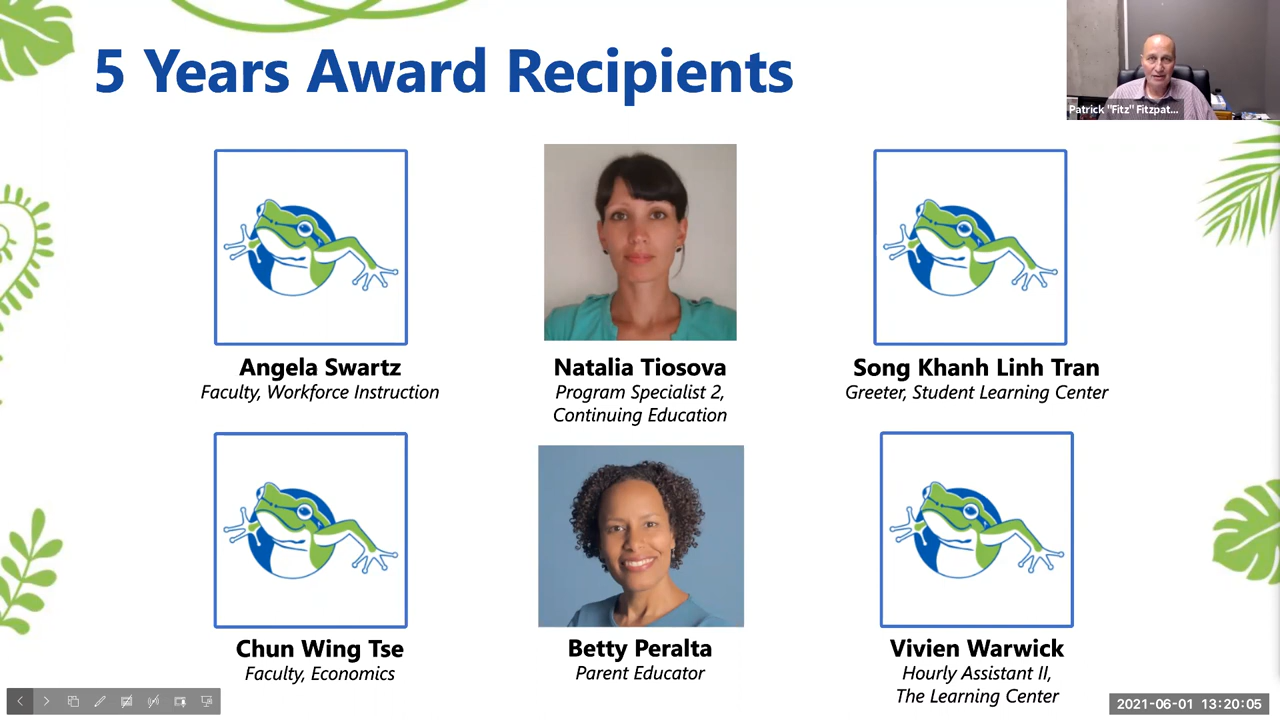 5 Years Award Recipients
Patrick "Fitz" Fitzpat...
Angela Swartz
Faculty, Workforce Instruction
Natalia Tiosova
Program Specialist 2,
Continuing Education
Song Khanh Linh Tran
Greeter, Student Learning Center
Chun Wing Tse
Faculty, Economics
Betty Peralta
Parent Educator
Vivien Warwick
Hourly Assistant II,
The Learning Center
2021-06-01 13:20:05